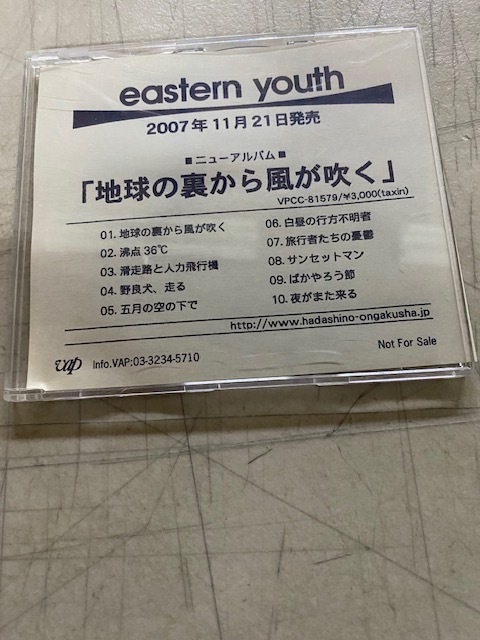 eastern youth
2007年11月21日発売
■ニューアルバム■
「地球の裏から風が吹く」
VPCC-81579/¥3,000(taxin)
01.地球の裏から風が吹く
02.沸点36℃
03.滑走路と人力飛行機
04.野良犬、走る
05.五月の空の下で
06.白昼の行方不明者
07.旅行者たちの憂鬱
08.サンセットマン
09.ばかやろう節
10.夜がまた来る
http://www.hadashino-ongakusha.jp
vap Info.VAP:03-3234-5710
Not For Sale